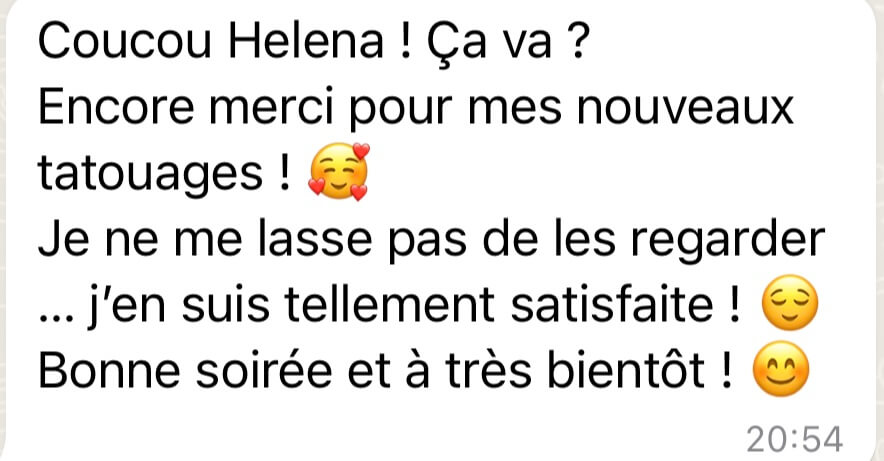 Coucou Helena ! Ça va ?
Encore merci pour mes nouveaux
tatouages ! 🥰
Je ne me lasse pas de les regarder
... j’en suis tellement satisfaite ! 😌
Bonne soirée et à très bientôt ! 😊
20:54